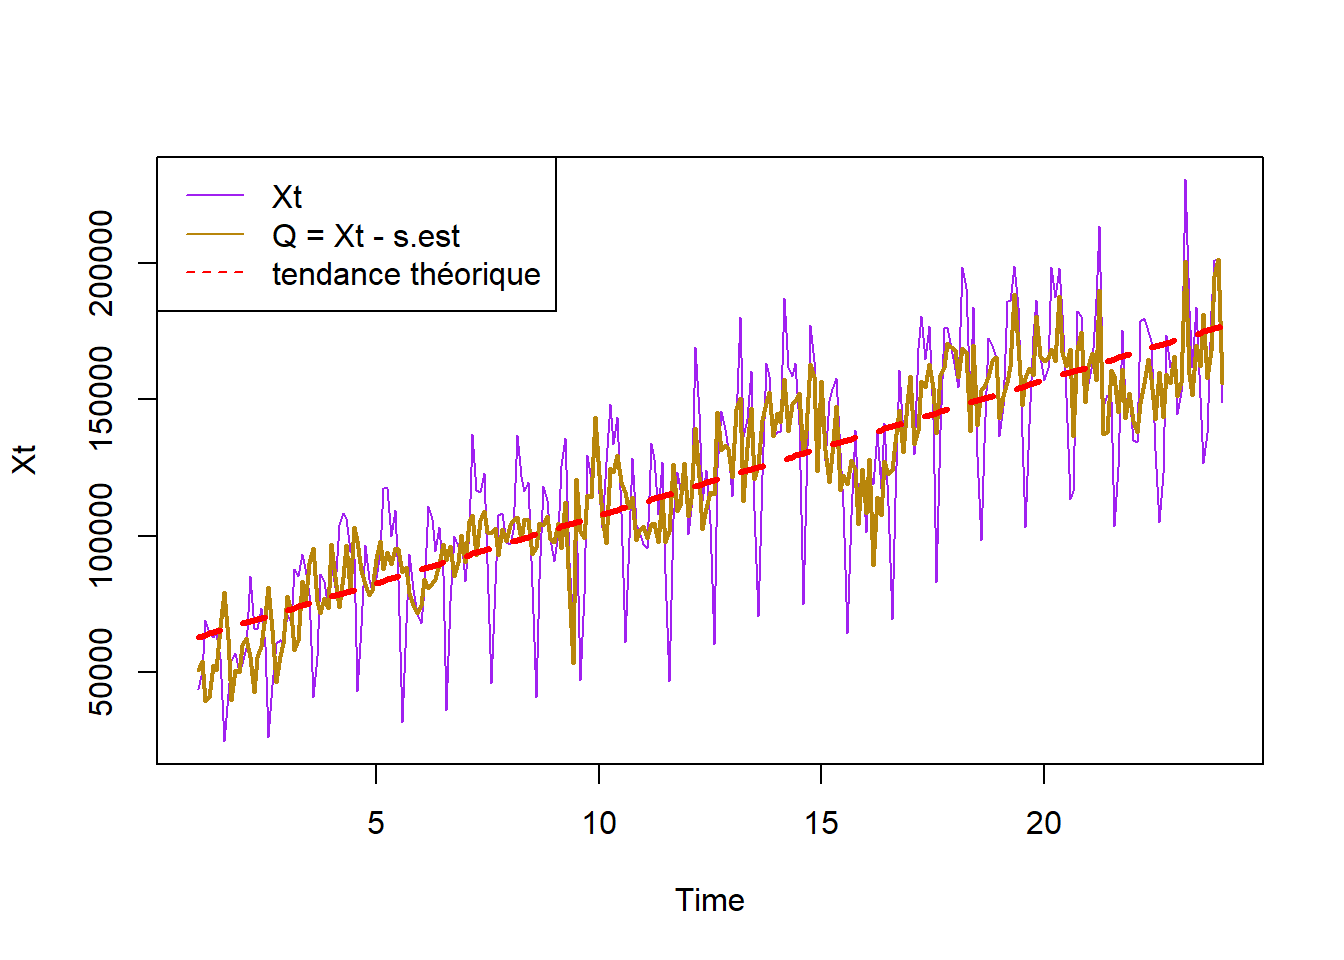 Xt
Q = Xt - s.est
tendance théorique
Xt
200000
150000
100000
50000
5 10 15 20
Time